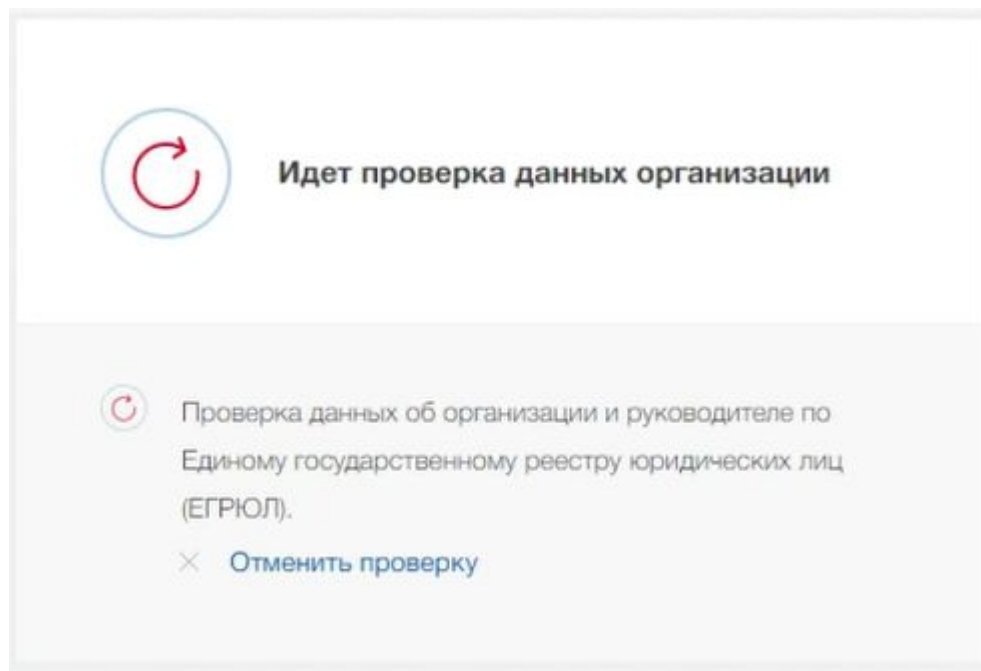 Идет проверка данных организации
Проверка данных об организации и руководителе по
Единому государственному реестру юридических лиц
(ЕГРЮЛ).
Отменить проверку